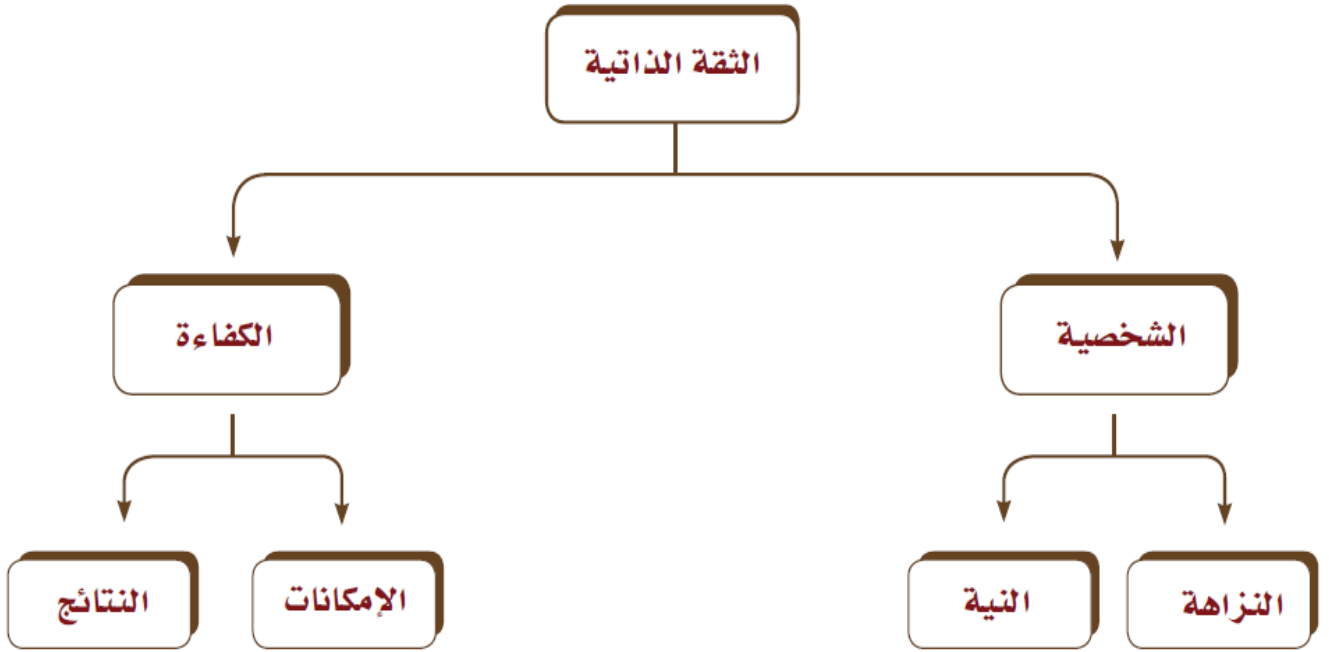 الثقة الذاتية
الشخصية
الكفاءة
النزاهة
النية
الإمكانات
النتائج